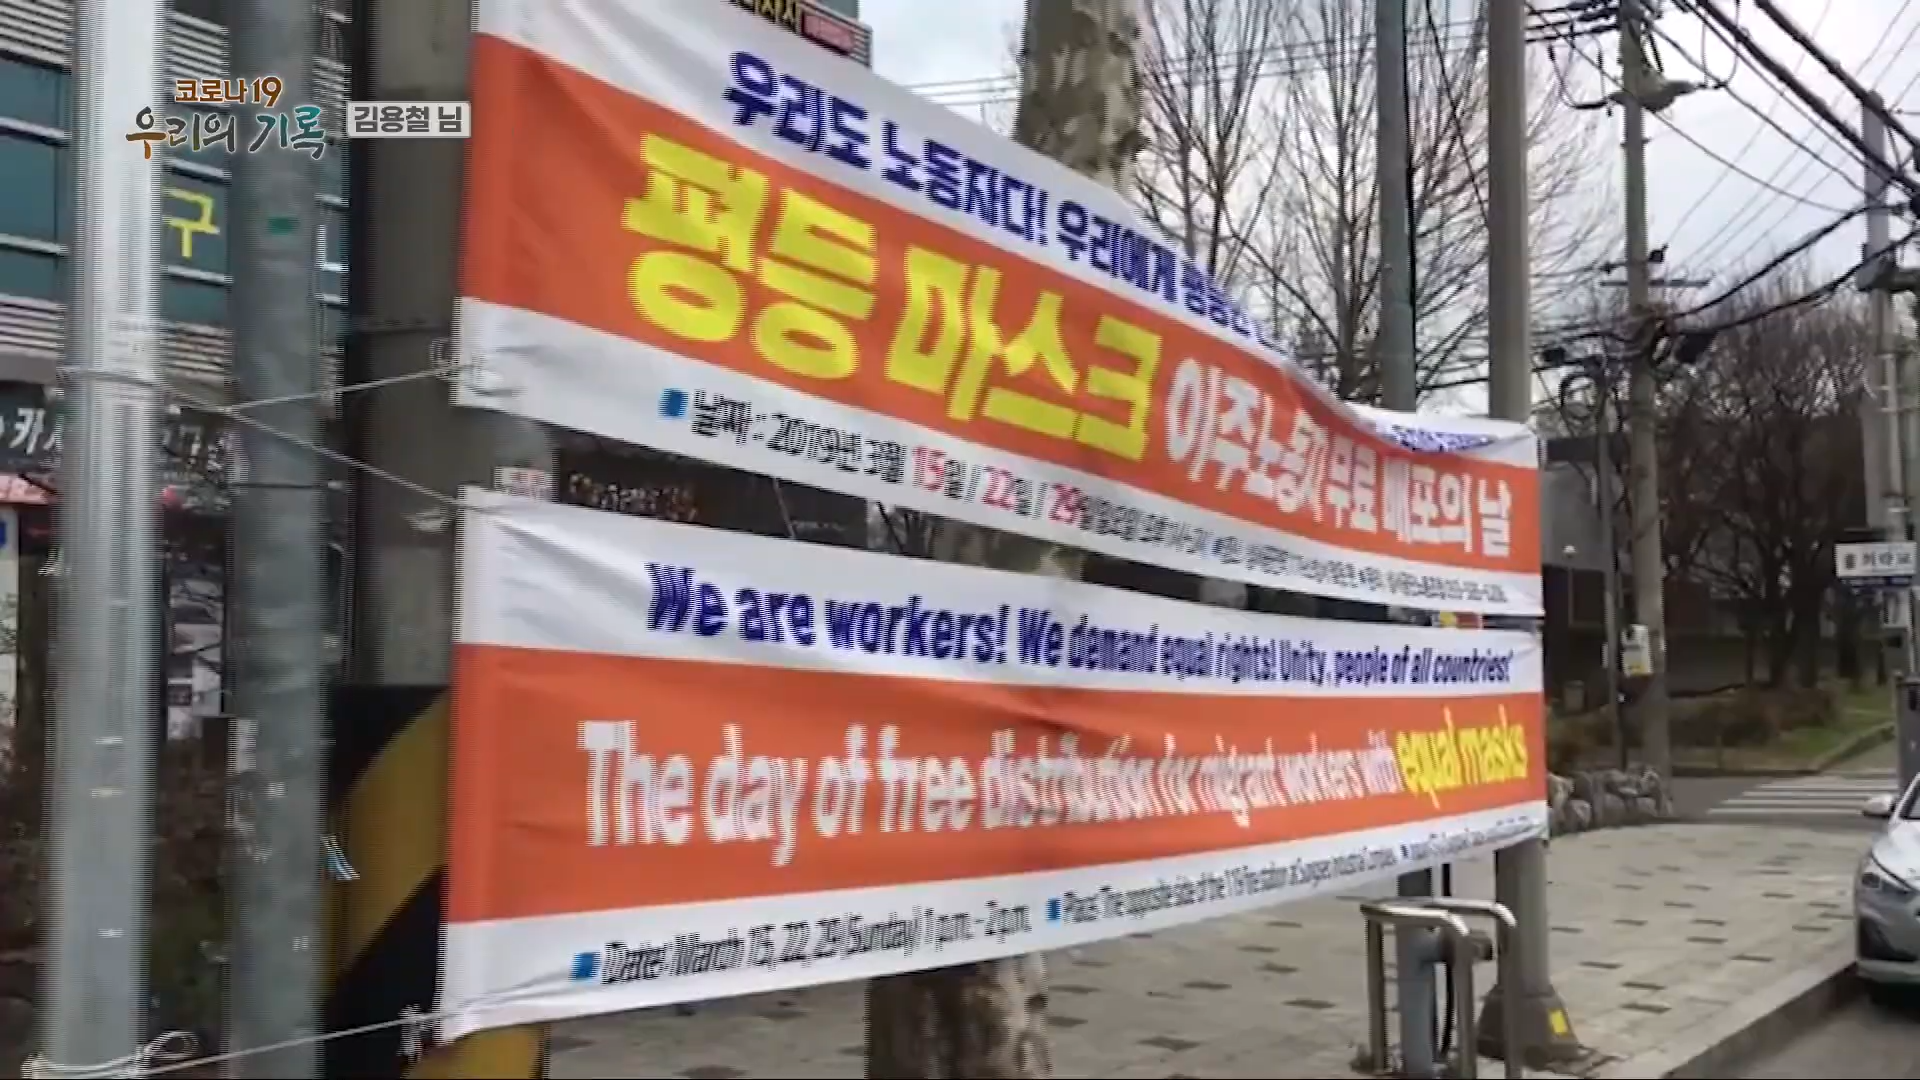 코로나19
우리의 기록
김용철 님
구
우리도 노동자다! 우리에게
평등 마스크 이주노동자 무료 배포의 날
날짜 : 2019년 3월 15일 / 22일 / 29일
We are workers! We demand equal rights! Unity, people of all countries!
The day of free distribution for migrant workers with equal masks
Date: March 15, 22, 29 (Sunday) 1 p.m. - 2 p.m. Place: The opposite side of the 119 fire station at Sungseo Industrial Complex